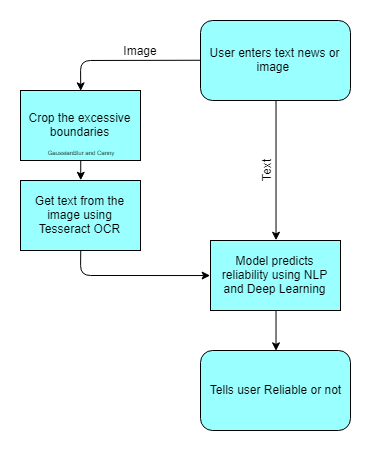 Image
User enters text news or
image
Crop the excessive
boundaries
GaussianBlur and Canny
Text
Get text from the
image using
Tesseract OCR
Model predicts
reliability using NLP
and Deep Learning
Tells user Reliable or not